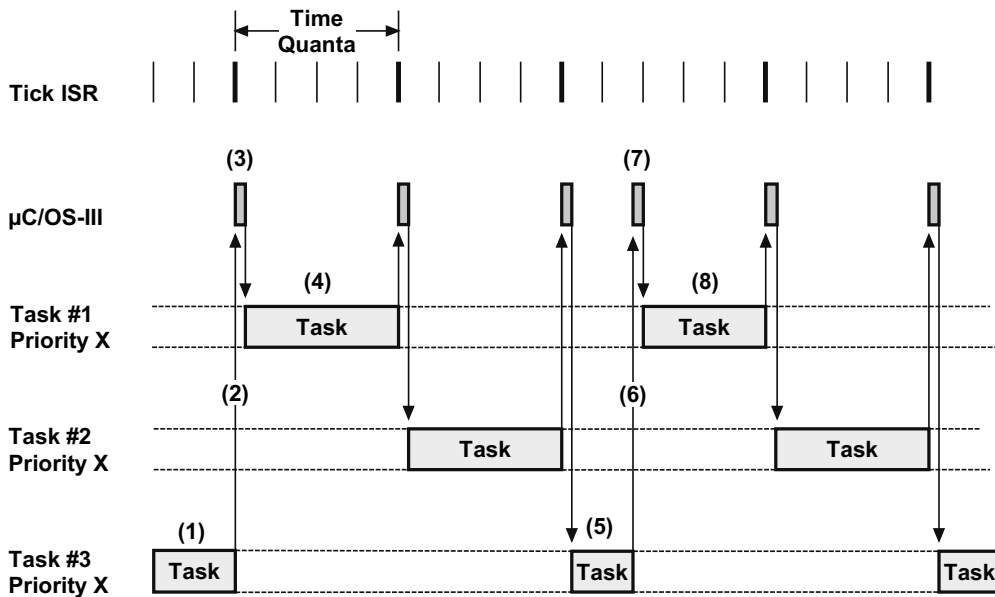 Time
Quanta
Tick ISR
(3)
(7)
µC/OS-III
(4)
(8)
Task #1
Priority X
Task
Task
(2)
(6)
Task #2
Priority X
Task
Task
(1)
(5)
Task #3
Priority X
Task
Task
Task